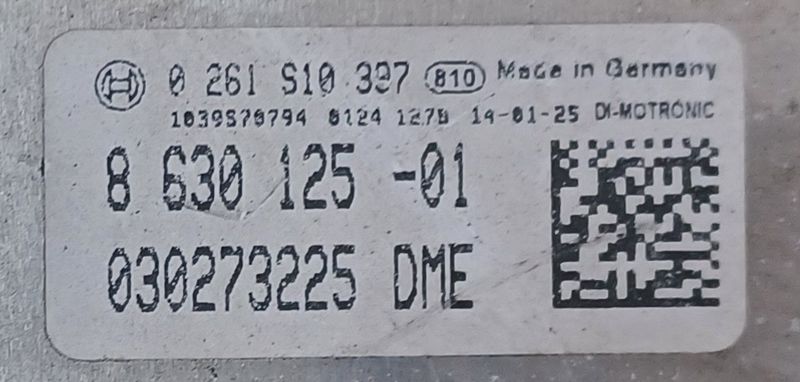 0 261 S10 397 810 Made in Germany
1039S70794 0124 127B 14-01-25 DI-MOTRONIC
8 630 125 -01
030273225 DME